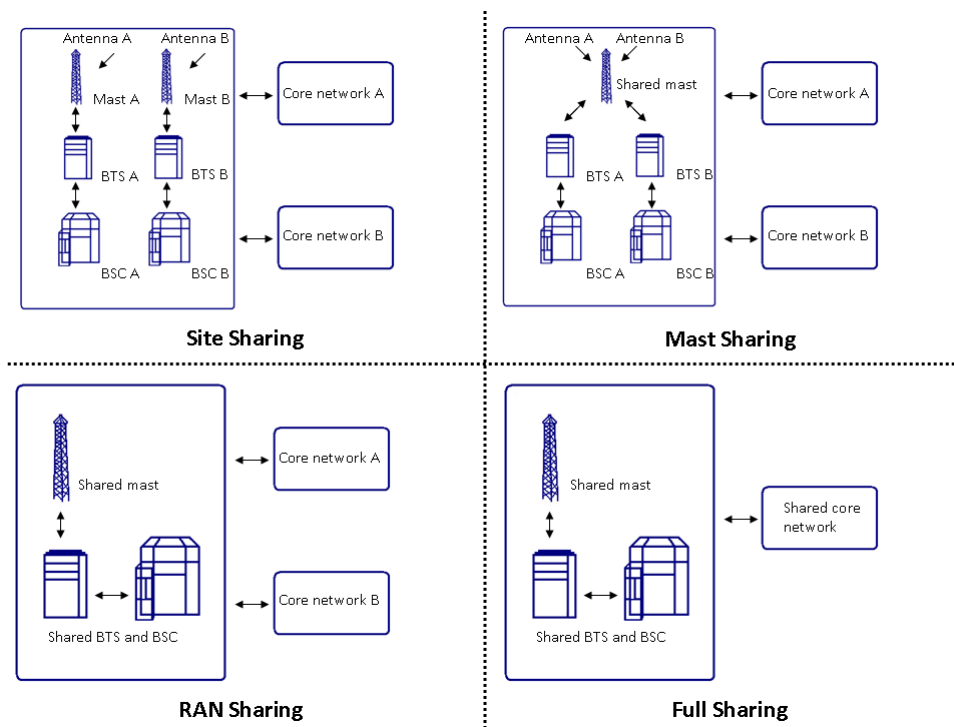 Antenna A
Antenna B
Mast A
Mast B
BTS A
BTS B
BSC A
BSC B
Core network A
Core network B
Site Sharing
Antenna A
Antenna B
Shared mast
BTS A
BTS B
BSC A
BSC B
Core network A
Core network B
Mast Sharing
Shared mast
Shared BTS and BSC
Core network A
Core network B
RAN Sharing
Shared mast
Shared BTS and BSC
Shared core
network
Full Sharing